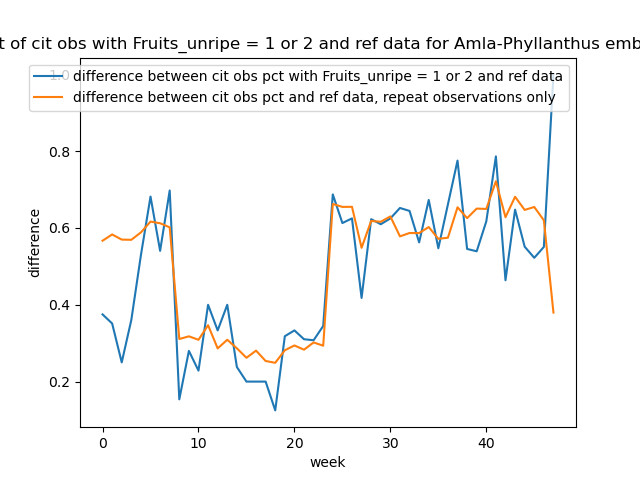 t of cit obs with Fruits_unripe = 1 or 2 and ref data for Amla-Phyllanthus emb
difference between cit obs pct with Fruits_unripe = 1 or 2 and ref data
difference between cit obs pct and ref data, repeat observations only
1.0
0.8
0.6
0.4
0.2
difference
0 10 20 30 40
week